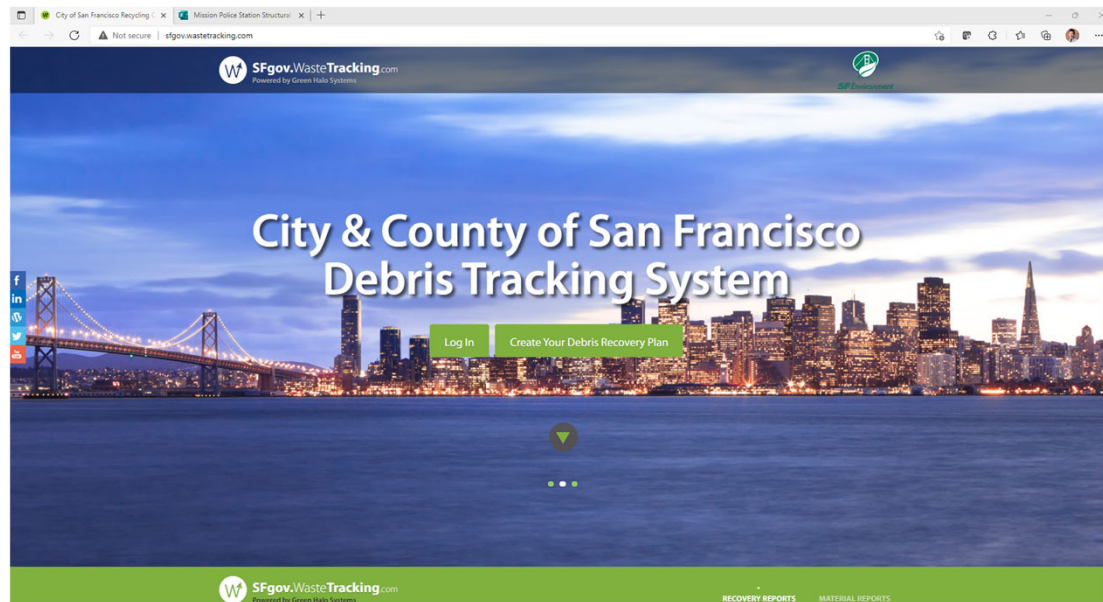 City of San Francisco Recycling C
Mission Police Station Structural
Not secure | sfgov.wastetracking.com
SFgov.WasteTracking.com
Powered by Green Halo Systems
SF Environment
City & County of San Francisco
Debris Tracking System
Log In
Create Your Debris Recovery Plan
SFgov.WasteTracking.com
Powered by Green Halo Systems
RECOVERY REPORTS
MATERIAL REPORTS